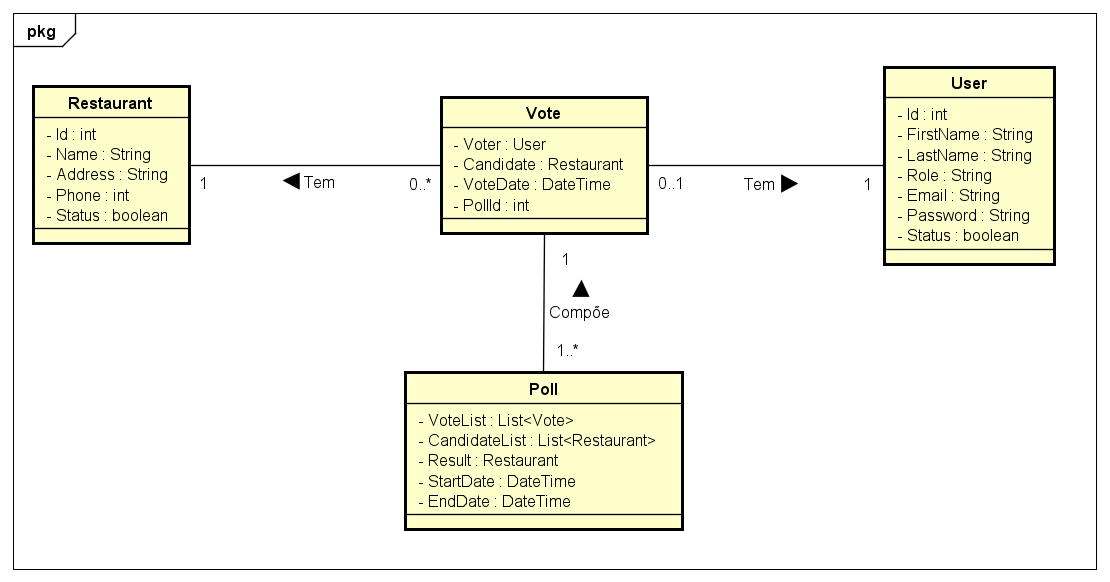 pkg
Restaurant
- Id : int
- Name : String
- Address : String
- Phone : int
- Status : boolean
Vote
- Voter : User
- Candidate : Restaurant
- VoteDate : DateTime
- PollId : int
User
- Id : int
- FirstName : String
- LastName : String
- Role : String
- Email : String
- Password : String
- Status : boolean
1
Tem
0..*
0..1
Tem
1
1
Compõe
1..*
Poll
- VoteList : List<Vote>
- CandidateList : List<Restaurant>
- Result : Restaurant
- StartDate : DateTime
- EndDate : DateTime